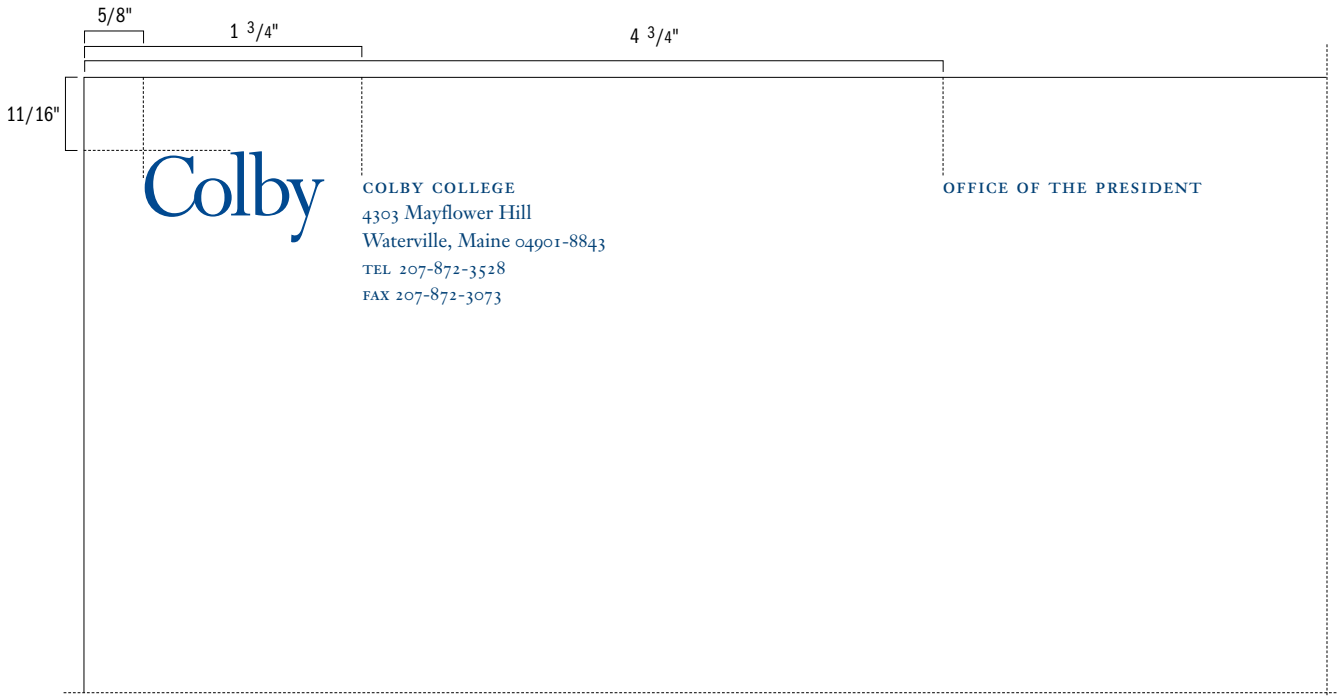 5/8"
1 3/4"
4 3/4"
11/16"
Colby
COLBY COLLEGE
4303 Mayflower Hill
Waterville, Maine 04901-8843
TEL 207-872-3528
FAX 207-872-3073
OFFICE OF THE PRESIDENT